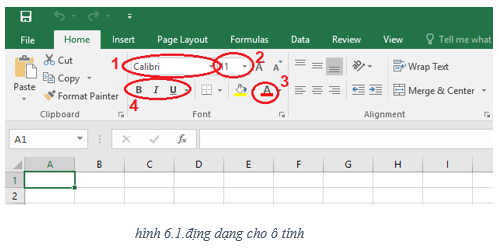 File Home Insert Page Layout Formulas Data Review View Tell me what
1 2 3 4
Cut Calibri 11 A A Wrap Text
Copy
Paste Format Painter B I U A Merge & Center
Clipboard Font Alignment
A1 fx
A B C D E F G H I
1
2
hình 6.1.định dạng cho ô tính